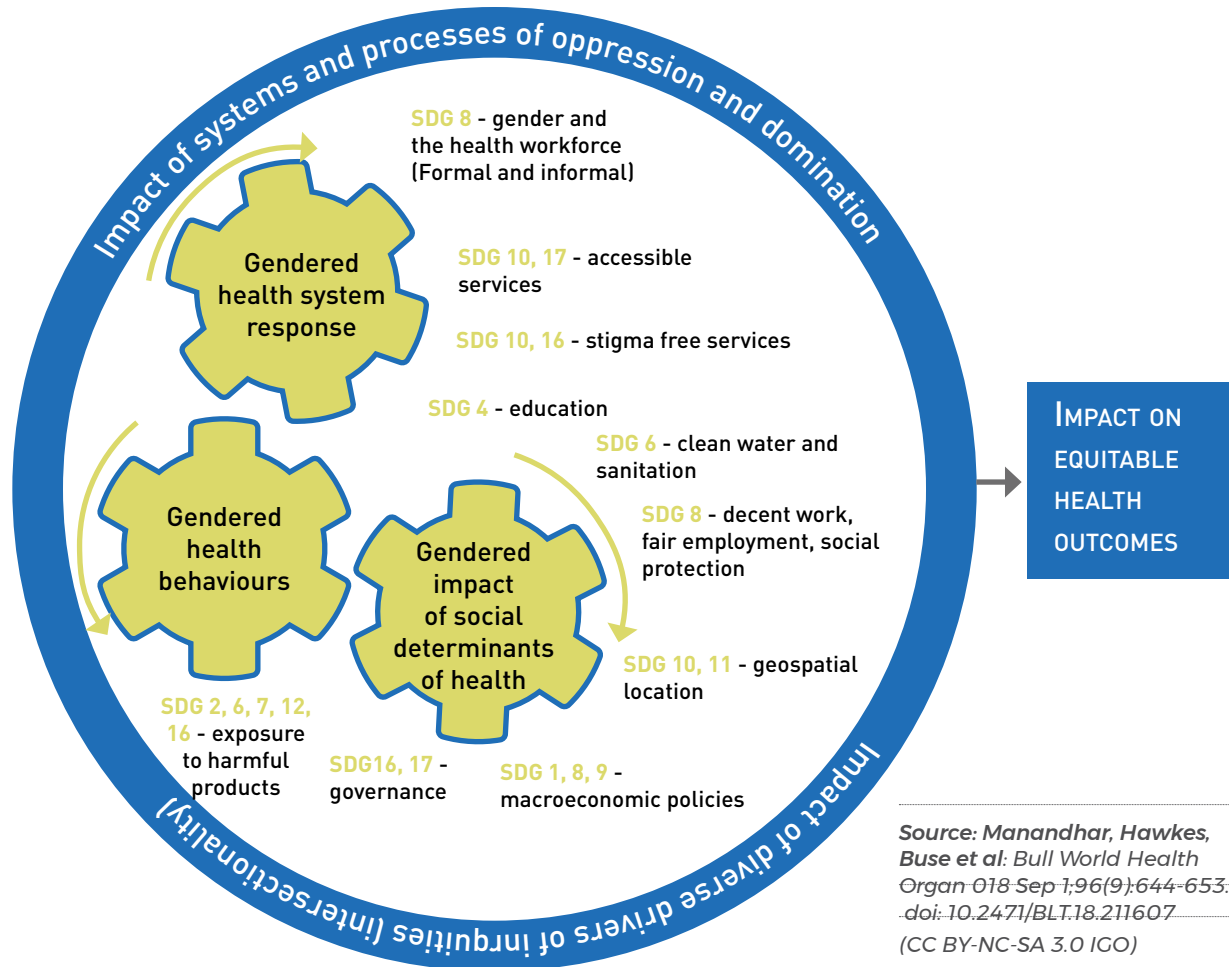 Impact of systems and processes of oppression and domination
SDG 8 - gender and
the health workforce
(Formal and informal)
Gendered
health system
response
SDG 10, 17 - accessible
services
SDG 10, 16 - stigma free services
SDG 4 - education
SDG 6 - clean water and
sanitation
Gendered
health
behaviours
Gendered
impact
of social
determinants
of health
SDG 8 - decent work,
fair employment, social
protection
SDG 10, 11 - geospatial
location
SDG 2, 6, 7, 12,
16 - exposure
to harmful
products
SDG16, 17 -
governance
SDG 1, 8, 9 -
macroeconomic policies
Impact of diverse drivers of inrquities (intersectionality)
IMPACT ON
EQUITABLE
HEALTH
OUTCOMES
Source: Manandhar, Hawkes,
Buse et al: Bull World Health
Organ 018 Sep 1;96(9):644-653.
doi: 10.2471/BLT.18.211607
(CC BY-NC-SA 3.0 IGO)